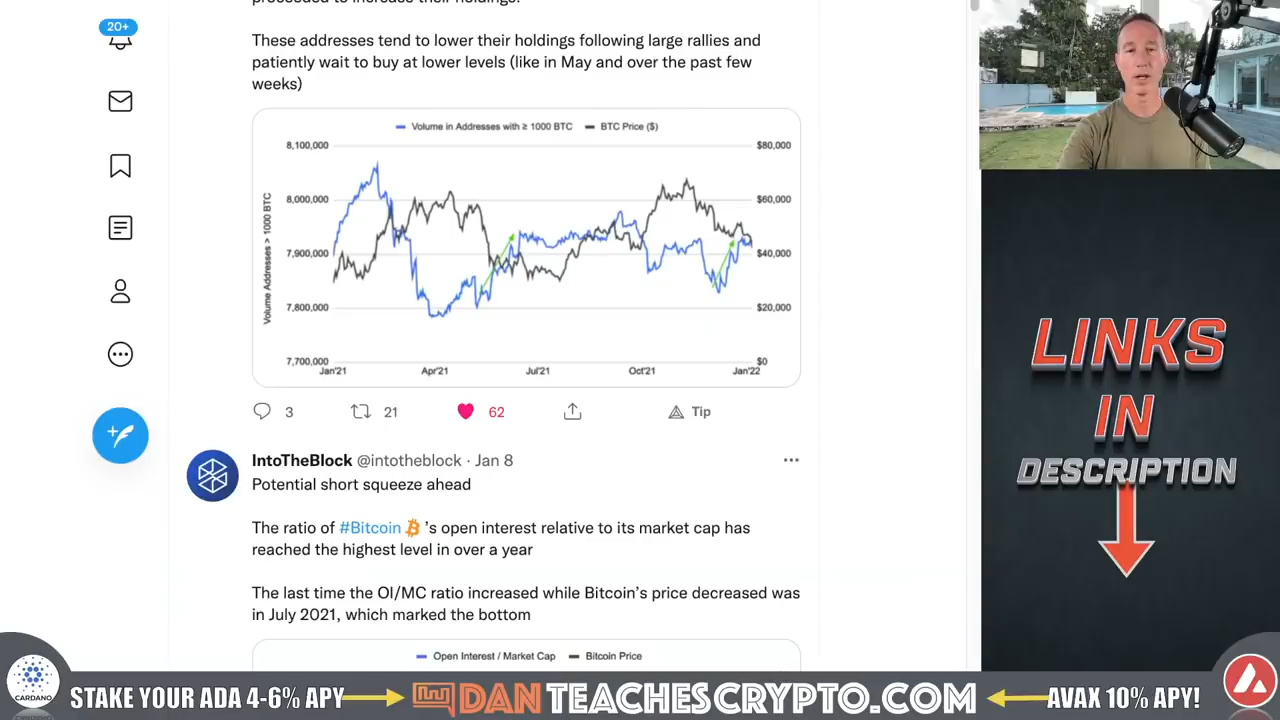 20+
proceeded to increase their holdings.
These addresses tend to lower their holdings following large rallies and
patiently wait to buy at lower levels (like in May and over the past few
weeks)
Volume in Addresses with ≥ 1000 BTC
BTC Price ($)
8,100,000
8,000,000
7,900,000
7,800,000
7,700,000
Volume Addresses > 1000 BTC
$80,000
$60,000
$40,000
$20,000
$0
Jan'21
Apr'21
Jul'21
Oct'21
Jan'22
3
21
62
Tip
IntoTheBlock @intotheblock · Jan 8
Potential short squeeze ahead
The ratio of #Bitcoin 's open interest relative to its market cap has
reached the highest level in over a year
The last time the OI/MC ratio increased while Bitcoin's price decreased was
in July 2021, which marked the bottom
Open Interest / Market Cap
Bitcoin Price
LINKS
IN
DESCRIPTION
CARDANO
STAKE YOUR ADA 4-6% APY
DANTEACHESCRYPTO.COM
AVAX 10% APY!